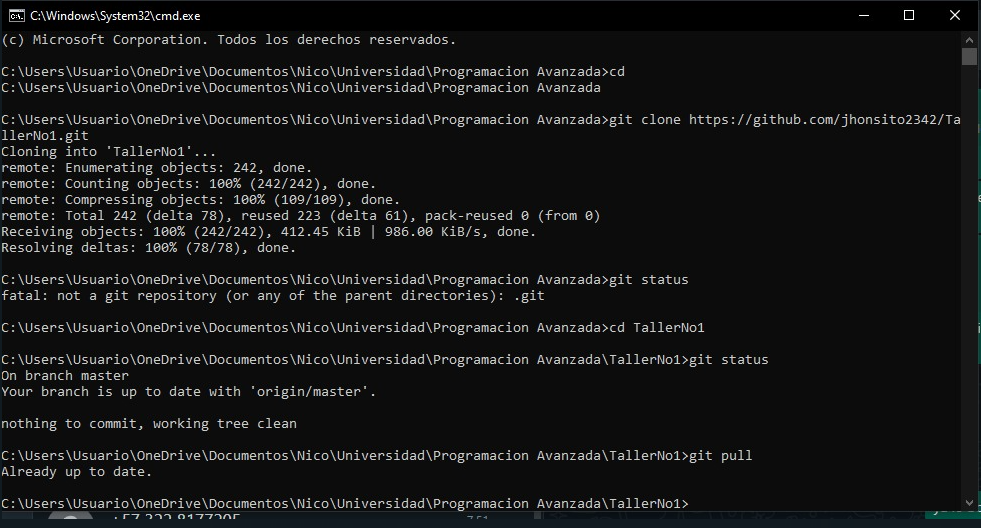 C:\Windows\System32\cmd.exe
(c) Microsoft Corporation. Todos los derechos reservados.
C:\Users\Usuario\OneDrive\Documentos\Nico\Universidad\Programacion Avanzada>cd
C:\Users\Usuario\OneDrive\Documentos\Nico\Universidad\Programacion Avanzada
C:\Users\Usuario\OneDrive\Documentos\Nico\Universidad\Programacion Avanzada>git clone https://github.com/jhonsito2342/Ta
llerNo1.git
Cloning into 'TallerNo1'...
remote: Enumerating objects: 242, done.
remote: Counting objects: 100% (242/242), done.
remote: Compressing objects: 100% (109/109), done.
remote: Total 242 (delta 78), reused 223 (delta 61), pack-reused 0 (from 0)
Receiving objects: 100% (242/242), 412.45 KiB | 986.00 KiB/s, done.
Resolving deltas: 100% (78/78), done.
C:\Users\Usuario\OneDrive\Documentos\Nico\Universidad\Programacion Avanzada>git status
fatal: not a git repository (or any of the parent directories): .git
C:\Users\Usuario\OneDrive\Documentos\Nico\Universidad\Programacion Avanzada>cd TallerNo1
C:\Users\Usuario\OneDrive\Documentos\Nico\Universidad\Programacion Avanzada\TallerNo1>git status
On branch master
Your branch is up to date with 'origin/master'.
nothing to commit, working tree clean
C:\Users\Usuario\OneDrive\Documentos\Nico\Universidad\Programacion Avanzada\TallerNo1>git pull
Already up to date.
C:\Users\Usuario\OneDrive\Documentos\Nico\Universidad\Programacion Avanzada\TallerNo1>